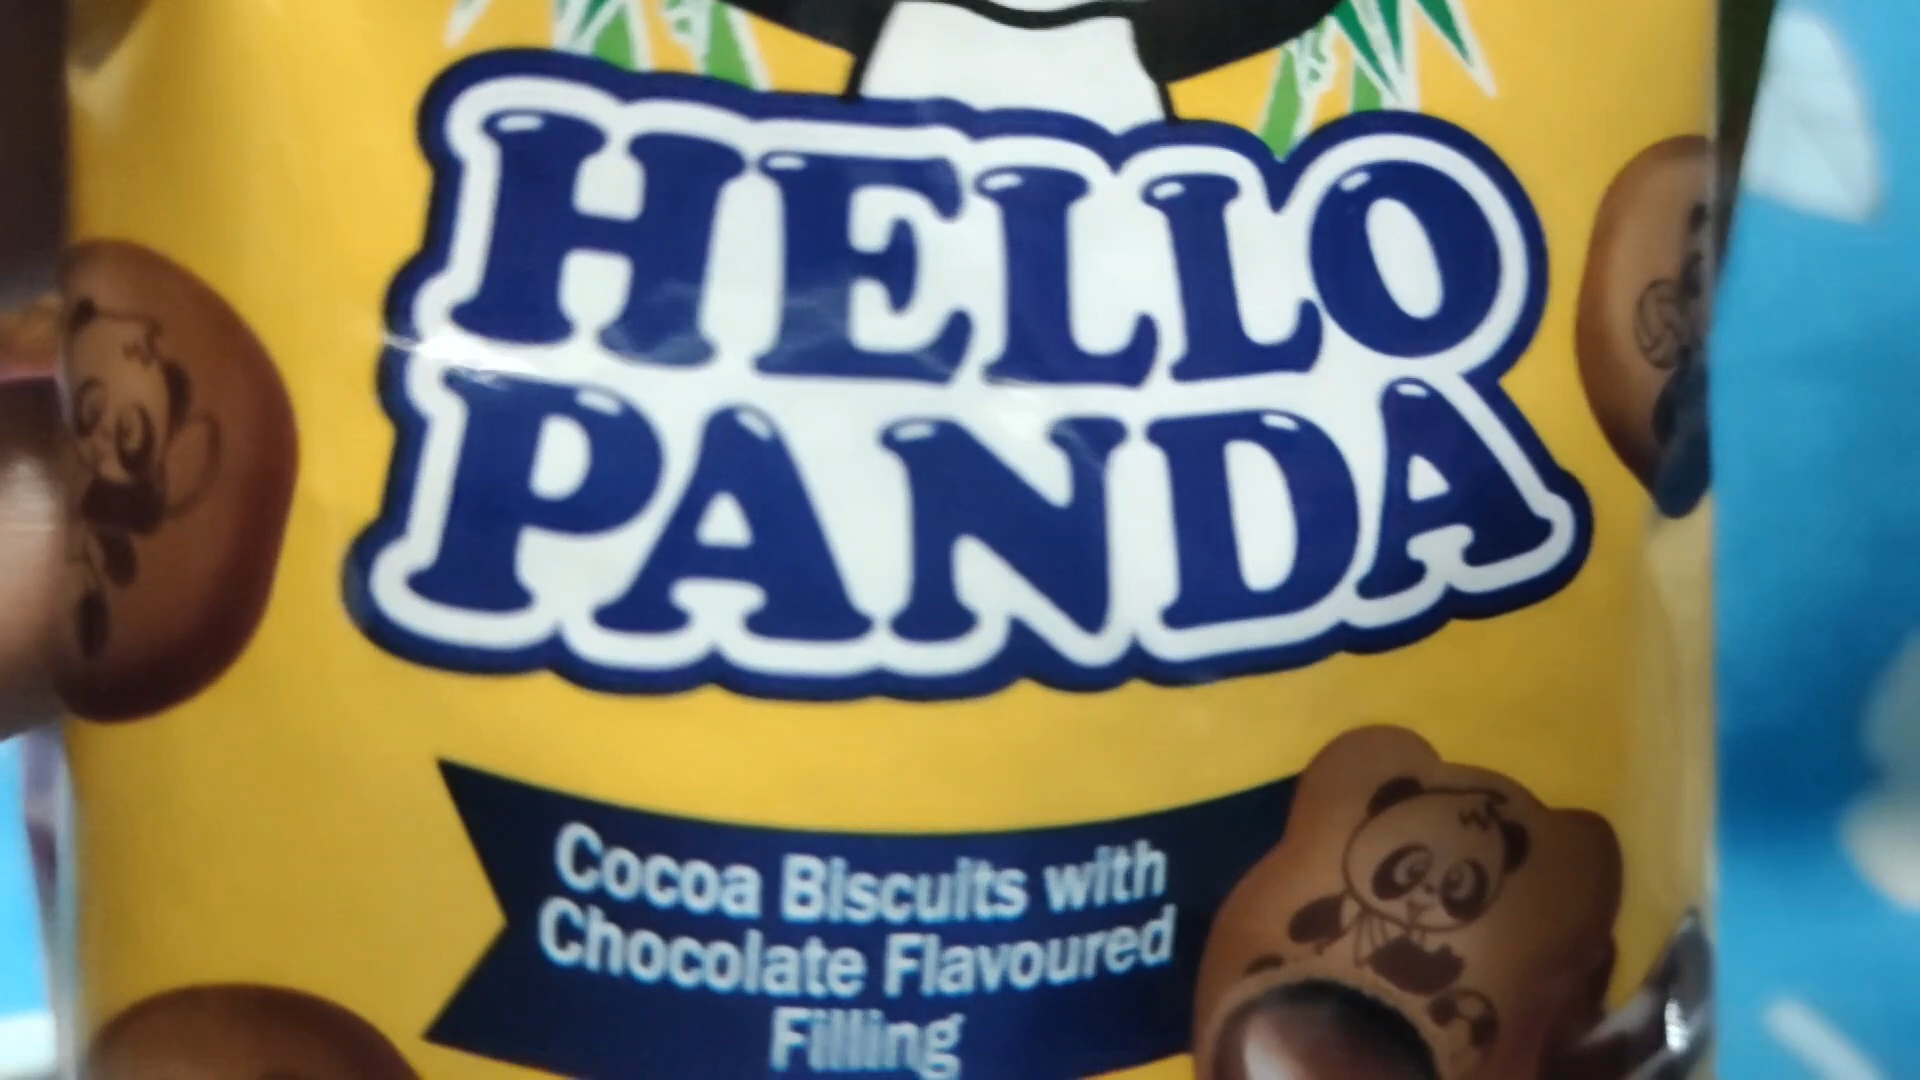 HELLO
PANDA
Cocoa Biscuits with
Chocolate Flavoured
Filling